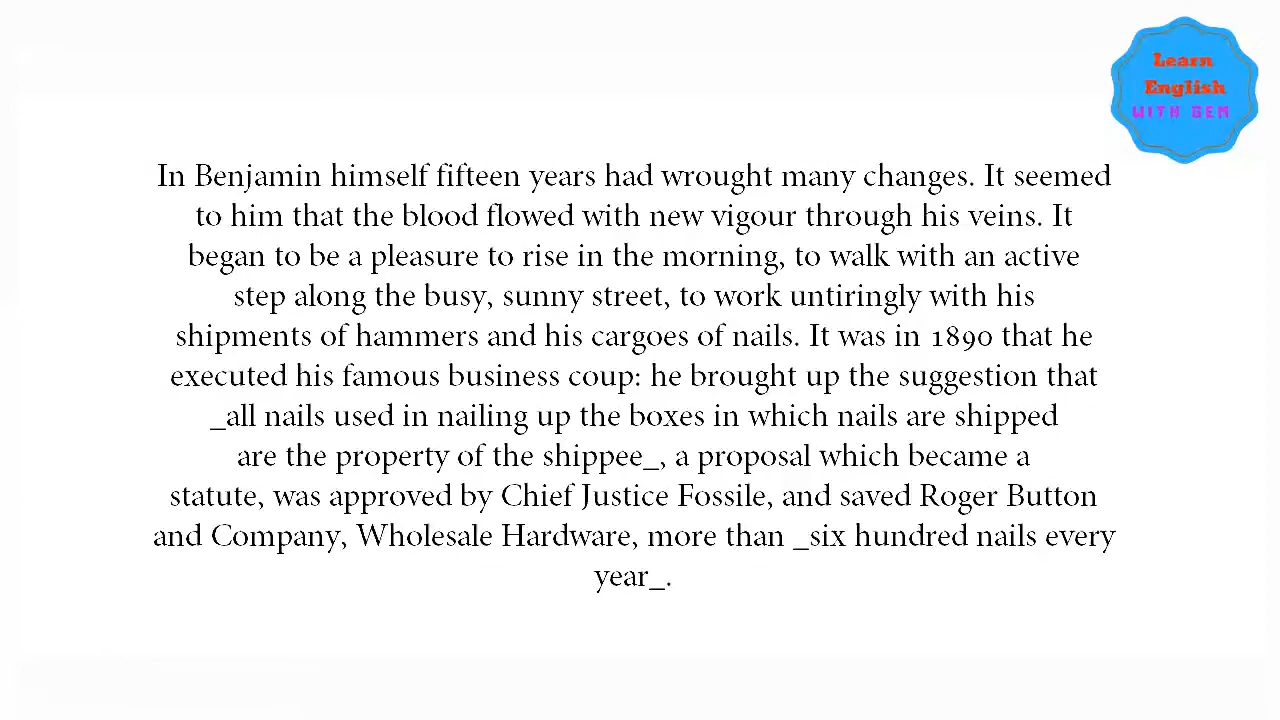 Learn
English
WITH GEM
In Benjamin himself fifteen years had wrought many changes. It seemed
to him that the blood flowed with new vigour through his veins. It
began to be a pleasure to rise in the morning, to walk with an active
step along the busy, sunny street, to work untiringly with his
shipments of hammers and his cargoes of nails. It was in 1890 that he
executed his famous business coup: he brought up the suggestion that
_all nails used in nailing up the boxes in which nails are shipped
are the property of the shippee_, a proposal which became a
statute, was approved by Chief Justice Fossile, and saved Roger Button
and Company, Wholesale Hardware, more than _six hundred nails every
year_.